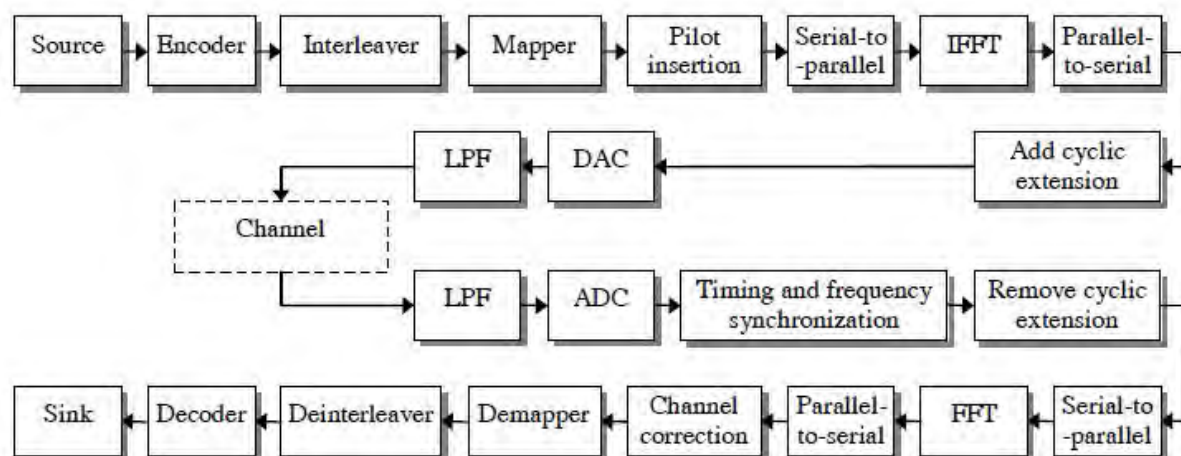 Source
Encoder
Interleaver
Mapper
Pilot
insertion
Serial-to
-parallel
IFFT
Parallel-
to-serial
LPF
DAC
Add cyclic
extension
Channel
LPF
ADC
Timing and frequency
synchronization
Remove cyclic
extension
Sink
Decoder
Deinterleaver
Demapper
Channel
correction
Parallel-
to-serial
FFT
Serial-to
-parallel